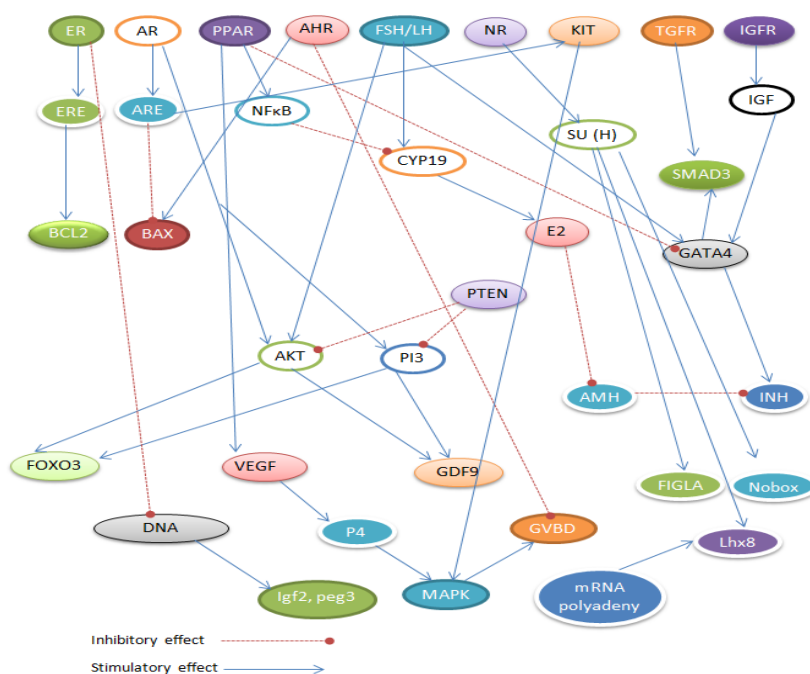 ER
AR
PPAR
AHR
FSH/LH
NR
KIT
TGFR
IGFR
ERE
ARE
NFκB
IGF
SU (H)
CYP19
SMAD3
BCL2
BAX
E2
GATA4
PTEN
AKT
PI3
AMH
INH
FOXO3
VEGF
GDF9
FIGLA
Nobox
DNA
P4
GVBD
Lhx8
Igf2, peg3
MAPK
mRNA
polyadeny
Inhibitory effect
Stimulatory effect